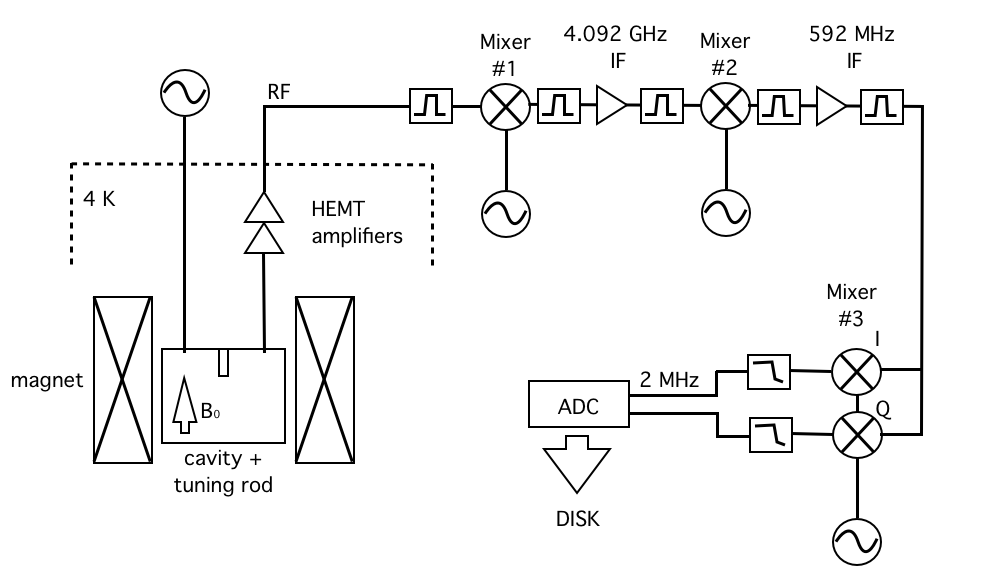 Mixer
#1
4.092 GHz
IF
Mixer
#2
592 MHz
IF
RF
4 K
HEMT
amplifiers
magnet
B₀
cavity +
tuning rod
Mixer
#3
I
Q
2 MHz
ADC
DISK